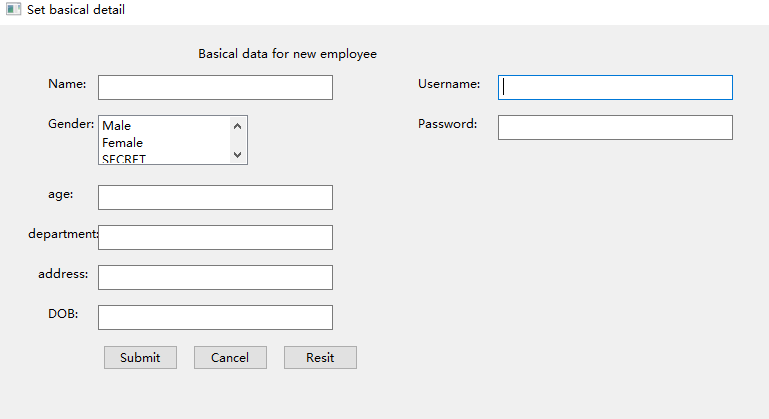 Set basical detail
Basical data for new employee
Name:
Username:
Gender:
Male
Female
SECRET
Password:
age:
department:
address:
DOB:
Submit
Cancel
Resit